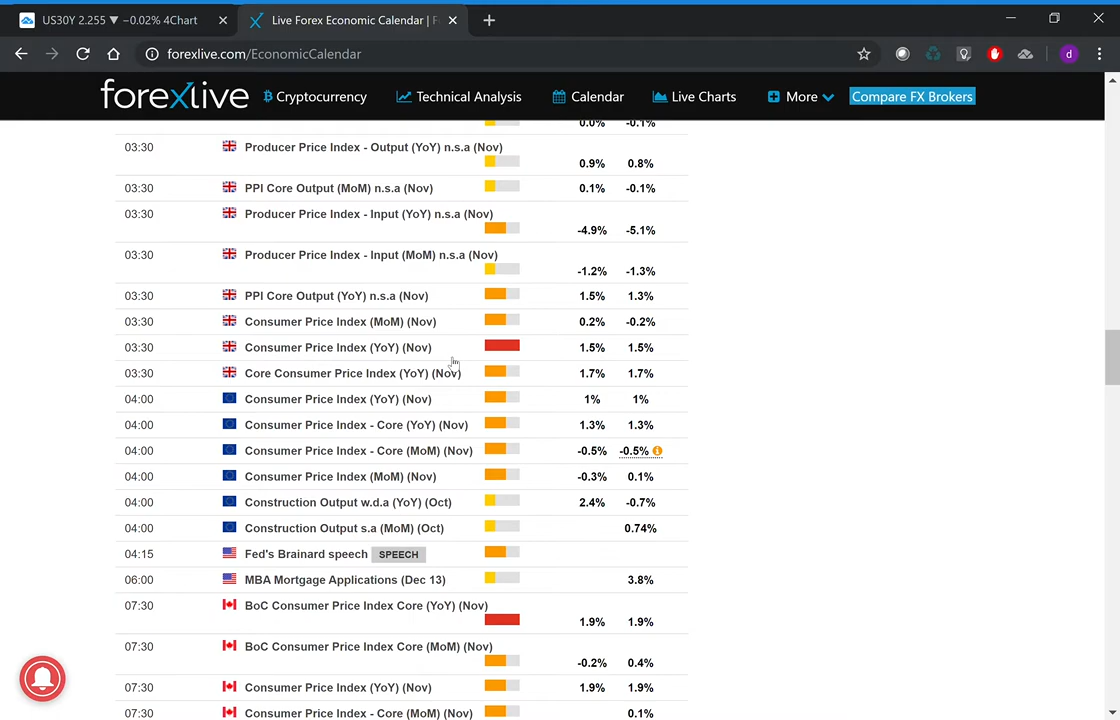 US30Y 2.255 ▼ −0.02% 4Chart
Live Forex Economic Calendar | F
forexlive.com/EconomicCalendar
d
forexlive
Cryptocurrency
Technical Analysis
Calendar
Live Charts
More
Compare FX Brokers
0.0% -0.1%
03:30 Producer Price Index - Output (YoY) n.s.a (Nov)
0.9% 0.8%
03:30 PPI Core Output (MoM) n.s.a (Nov) 0.1% -0.1%
03:30 Producer Price Index - Input (YoY) n.s.a (Nov)
-4.9% -5.1%
03:30 Producer Price Index - Input (MoM) n.s.a (Nov)
-1.2% -1.3%
03:30 PPI Core Output (YoY) n.s.a (Nov) 1.5% 1.3%
03:30 Consumer Price Index (MoM) (Nov) 0.2% -0.2%
03:30 Consumer Price Index (YoY) (Nov) 1.5% 1.5%
03:30 Core Consumer Price Index (YoY) (Nov) 1.7% 1.7%
04:00 Consumer Price Index (YoY) (Nov) 1% 1%
04:00 Consumer Price Index - Core (YoY) (Nov) 1.3% 1.3%
04:00 Consumer Price Index - Core (MoM) (Nov) -0.5% -0.5%
04:00 Consumer Price Index (MoM) (Nov) -0.3% 0.1%
04:00 Construction Output w.d.a (YoY) (Oct) 2.4% -0.7%
04:00 Construction Output s.a (MoM) (Oct) 0.74%
04:15 Fed's Brainard speech SPEECH
06:00 MBA Mortgage Applications (Dec 13) 3.8%
07:30 BoC Consumer Price Index Core (YoY) (Nov)
1.9% 1.9%
07:30 BoC Consumer Price Index Core (MoM) (Nov)
-0.2% 0.4%
07:30 Consumer Price Index (YoY) (Nov) 1.9% 1.9%
07:30 Consumer Price Index - Core (MoM) (Nov) 0.1%